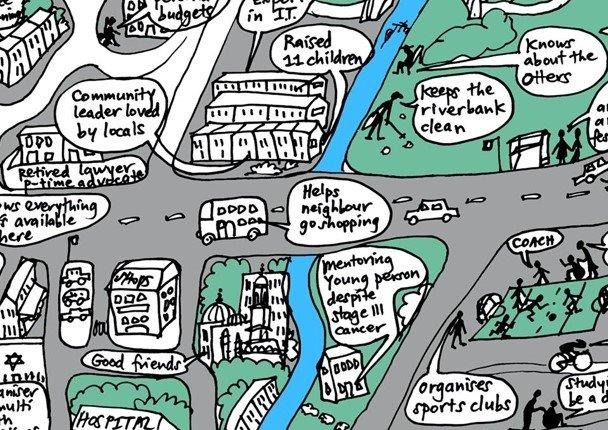 budgets
in I.T.
Raised
11 children
Knows
about the
Otters
Keeps the
riverbank
clean
Community
leader loved
by locals
Retired lawyer
P-time advocate
everything
available
here
Helps
neighbour
go shopping
COACH
Mentoring
young person
despite
stage III
cancer
SHOPS
Good friends
organises
sports clubs
HOSPITAL